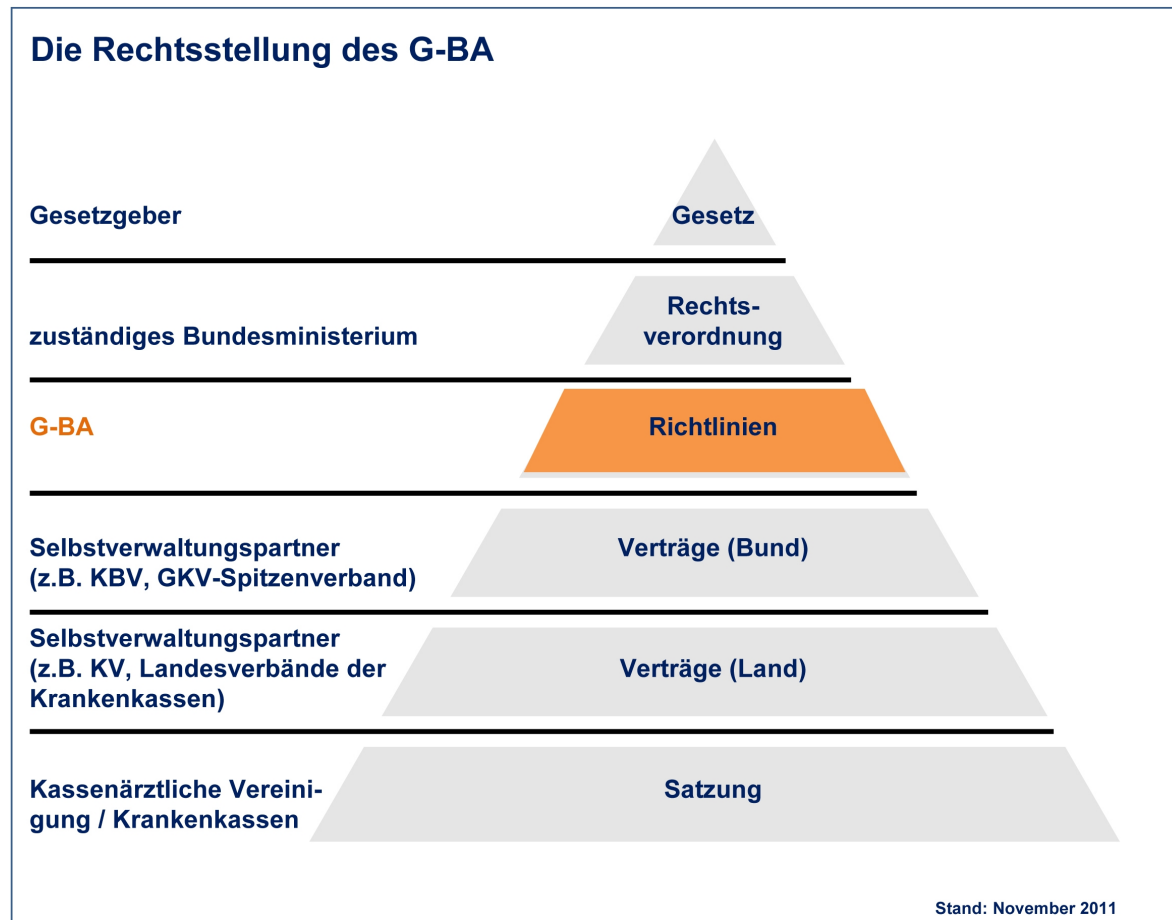 Die Rechtsstellung des G-BA
Gesetzgeber
Gesetz
zuständiges Bundesministerium
Rechts-
verordnung
G-BA
Richtlinien
Selbstverwaltungspartner
(z.B. KBV, GKV-Spitzenverband)
Verträge (Bund)
Selbstverwaltungspartner
(z.B. KV, Landesverbände der
Krankenkassen)
Verträge (Land)
Kassenärztliche Vereini-
gung / Krankenkassen
Satzung
Stand: November 2011